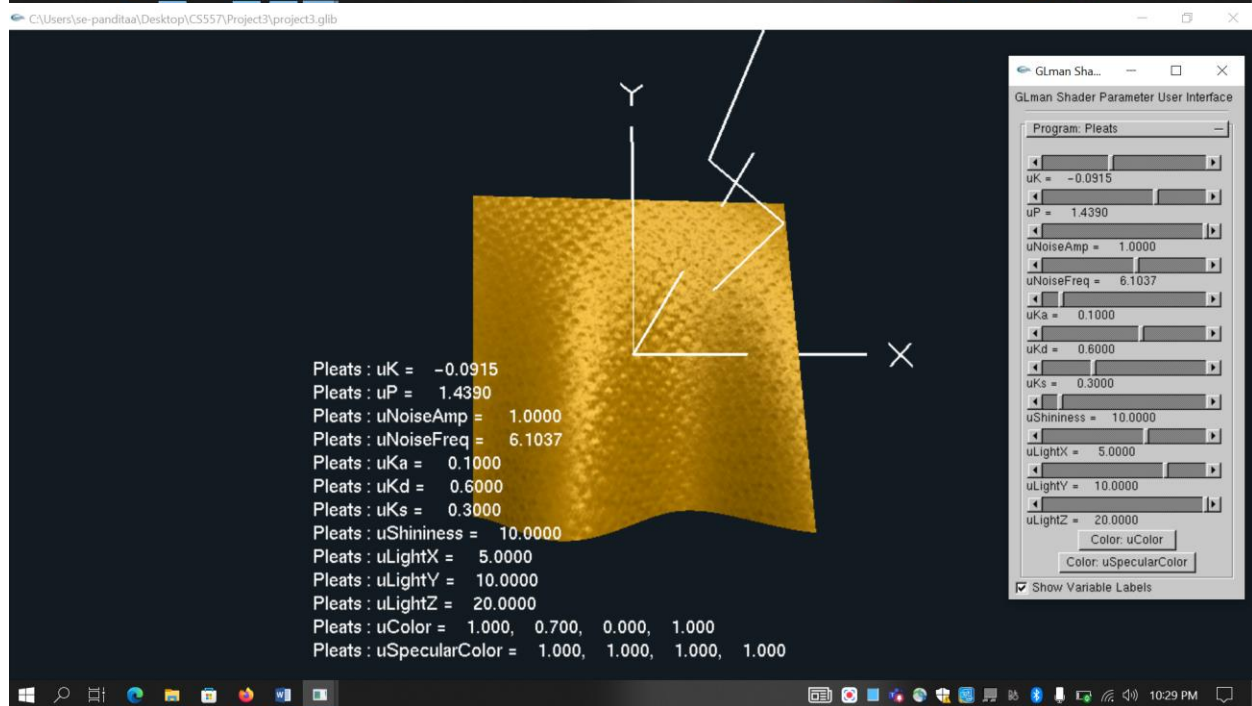 C:\Users\se-panditaa\Desktop\CS557\Project3\project3.glib
Y
X
Pleats : uK = -0.0915
Pleats : uP = 1.4390
Pleats : uNoiseAmp = 1.0000
Pleats : uNoiseFreq = 6.1037
Pleats : uKa = 0.1000
Pleats : uKd = 0.6000
Pleats : uKs = 0.3000
Pleats : uShininess = 10.0000
Pleats : uLightX = 5.0000
Pleats : uLightY = 10.0000
Pleats : uLightZ = 20.0000
Pleats : uColor = 1.000, 0.700, 0.000, 1.000
Pleats : uSpecularColor = 1.000, 1.000, 1.000, 1.000
GLman Sha...
GLman Shader Parameter User Interface
Program: Pleats
uK = -0.0915
uP = 1.4390
uNoiseAmp = 1.0000
uNoiseFreq = 6.1037
uKa = 0.1000
uKd = 0.6000
uKs = 0.3000
uShininess = 10.0000
uLightX = 5.0000
uLightY = 10.0000
uLightZ = 20.0000
Color: uColor
Color: uSpecularColor
Show Variable Labels
10:29 PM